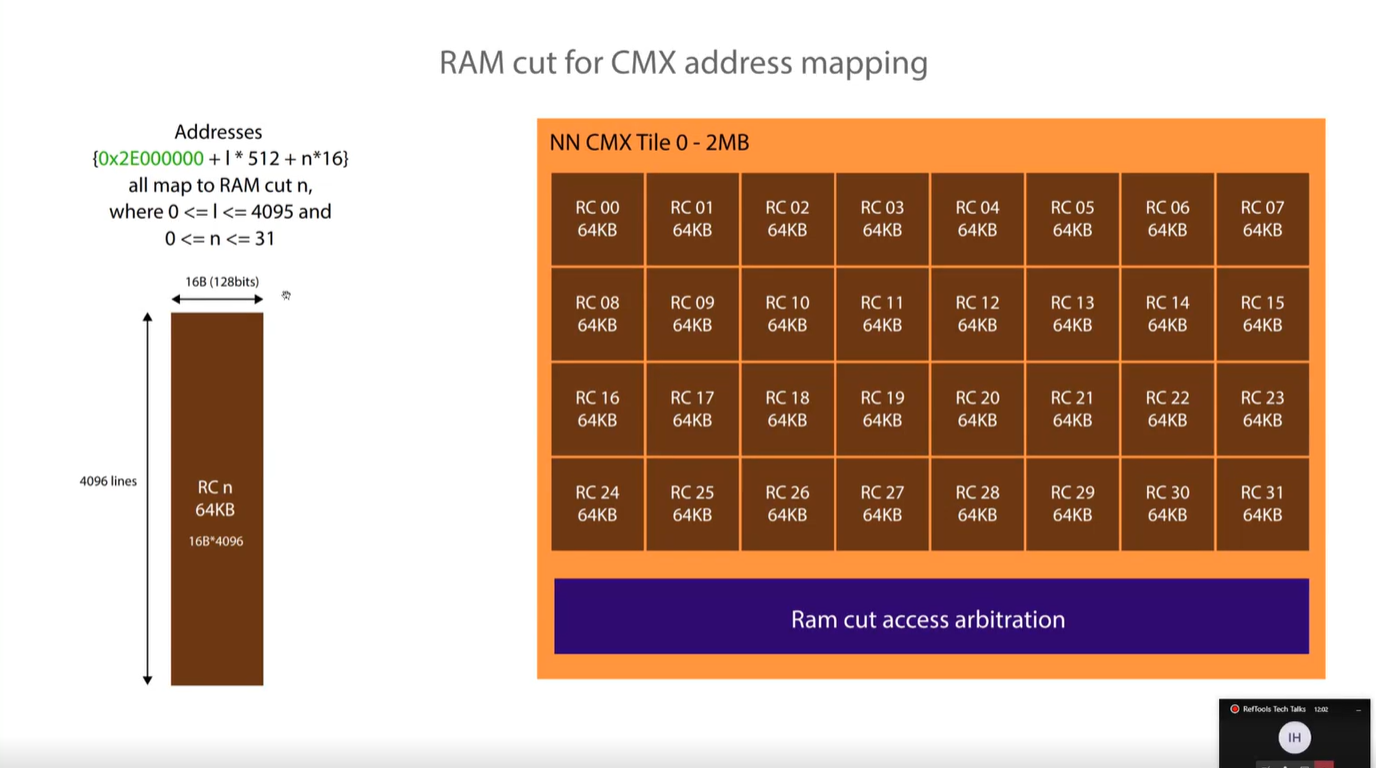 RAM cut for CMX address mapping
Addresses
{0x2E000000 + l * 512 + n*16}
all map to RAM cut n,
where 0 <= l <= 4095 and
0 <= n <= 31
16B (128bits)
4096 lines
RC n
64KB
16B*4096
NN CMX Tile 0 - 2MB
RC 00 RC 01 RC 02 RC 03 RC 04 RC 05 RC 06 RC 07
64KB 64KB 64KB 64KB 64KB 64KB 64KB 64KB
RC 08 RC 09 RC 10 RC 11 RC 12 RC 13 RC 14 RC 15
64KB 64KB 64KB 64KB 64KB 64KB 64KB 64KB
RC 16 RC 17 RC 18 RC 19 RC 20 RC 21 RC 22 RC 23
64KB 64KB 64KB 64KB 64KB 64KB 64KB 64KB
RC 24 RC 25 RC 26 RC 27 RC 28 RC 29 RC 30 RC 31
64KB 64KB 64KB 64KB 64KB 64KB 64KB 64KB
Ram cut access arbitration
RefTools Tech Talks 12:02
IH